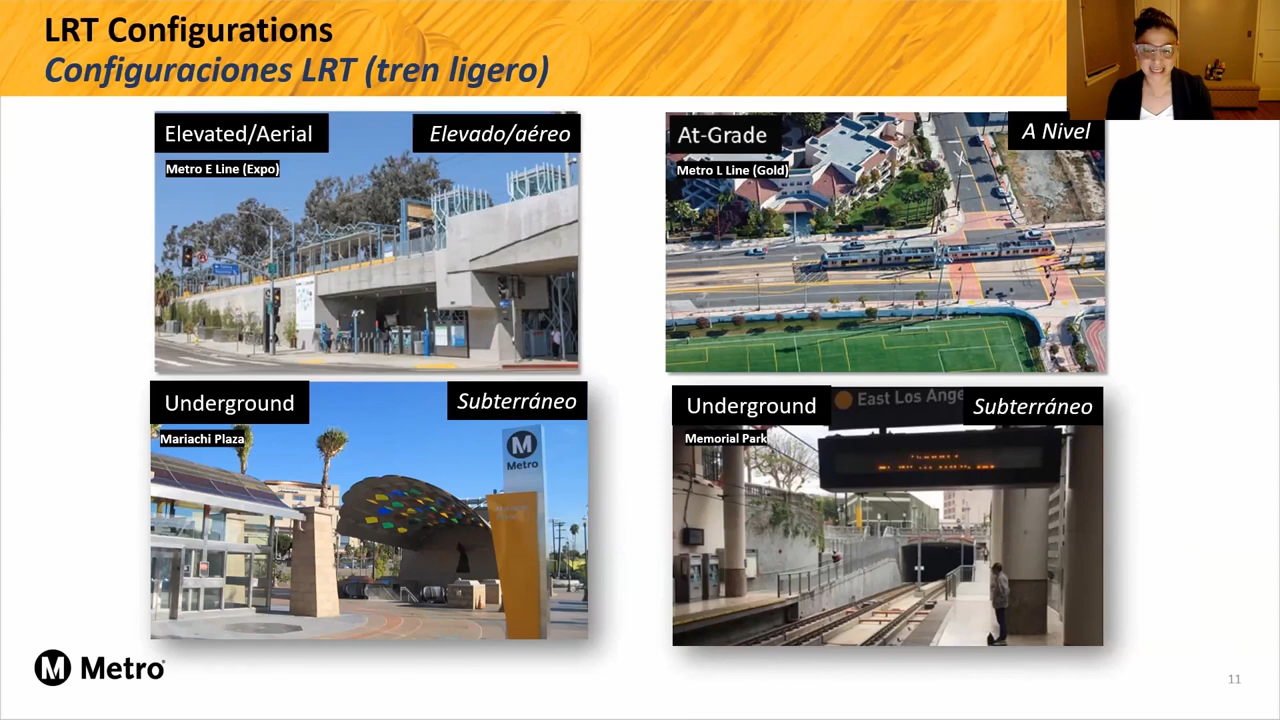 LRT Configurations
Configuraciones LRT (tren ligero)
Elevated/Aerial
Elevado/aéreo
Metro E Line (Expo)
At-Grade
A Nivel
Metro L Line (Gold)
Underground
Subterráneo
Mariachi Plaza
M
Metro
Underground
Subterráneo
Memorial Park
East Los Ange
M Metro
11